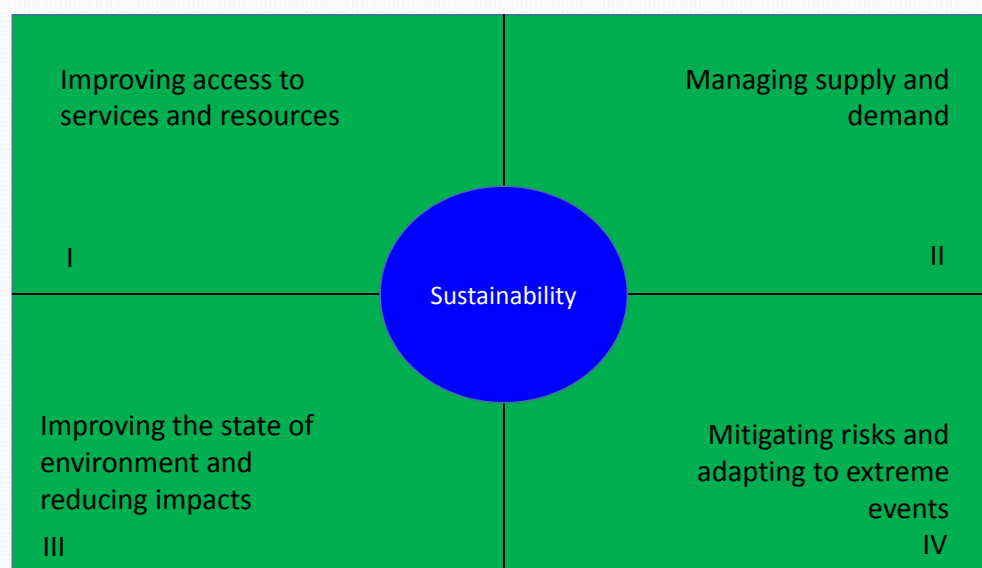 Improving access to
services and resources
I
Managing supply and
demand
II
Sustainability
Improving the state of
environment and
reducing impacts
III
Mitigating risks and
adapting to extreme
events
IV